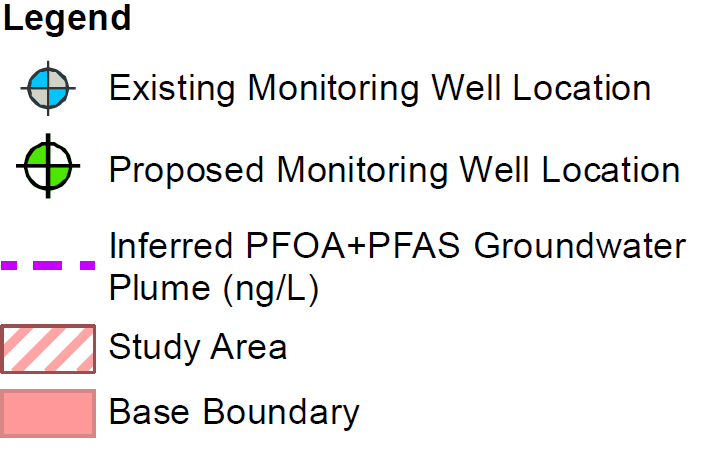 Legend
Existing Monitoring Well Location
Proposed Monitoring Well Location
Inferred PFOA+PFAS Groundwater
Plume (ng/L)
Study Area
Base Boundary